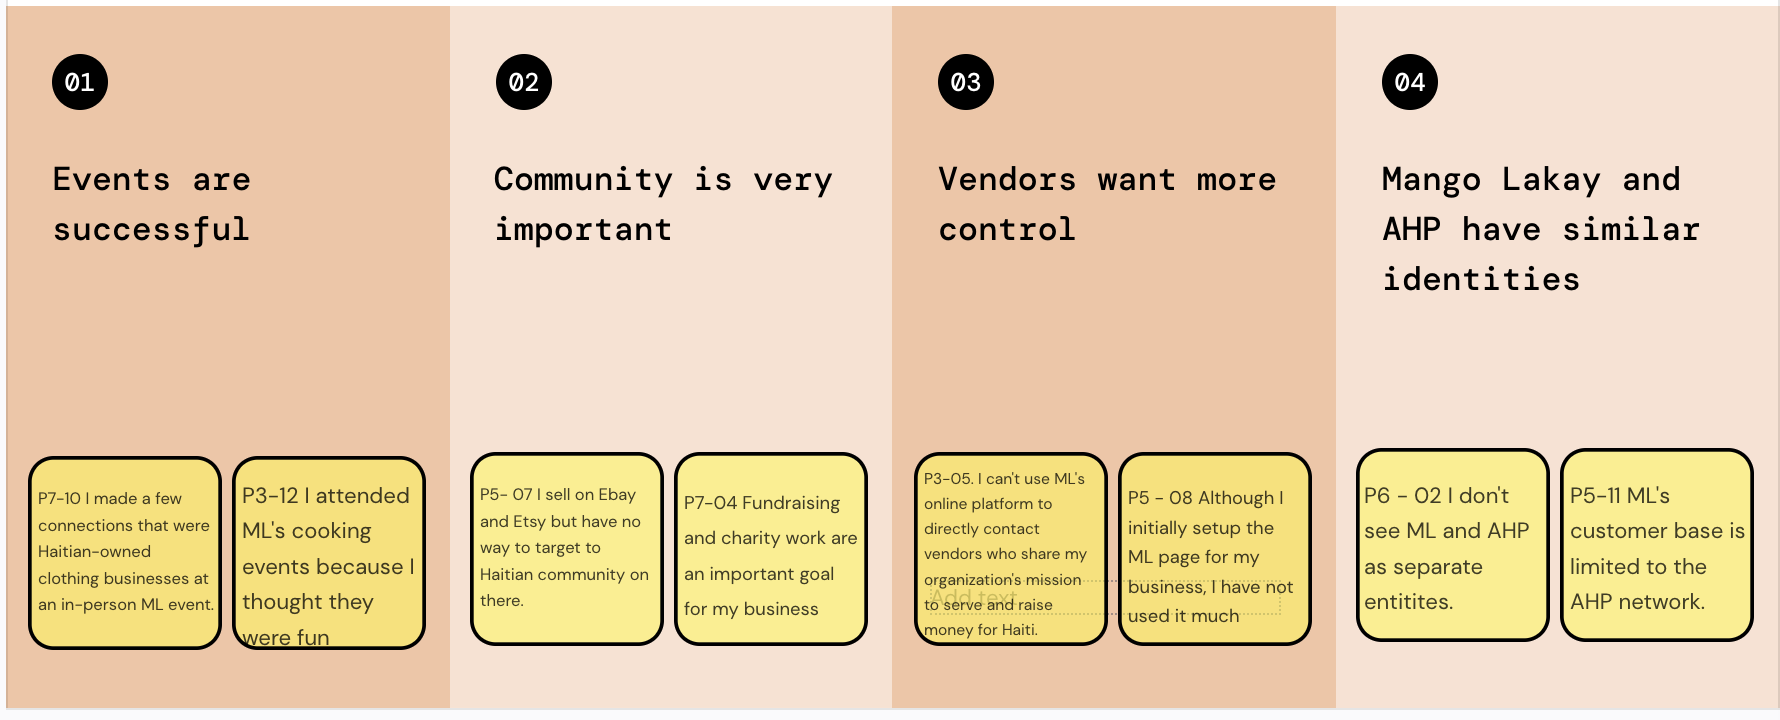 01
Events are
successful
P7-10 I made a few
connections that were
Haitian-owned
clothing businesses at
an in-person ML event.
P3-12 I attended
ML's cooking
events because I
thought they
were fun
02
Community is very
important
P5- 07 I sell on Ebay
and Etsy but have no
way to target to
Haitian community on
there.
P7-04 Fundraising
and charity work are
an important goal
for my business
03
Vendors want more
control
P3-05. I can't use ML's
online platform to
directly contact
vendors who share my
organization's mission
to serve and raise
money for Haiti.
Add text
P5 - 08 Although I
initially setup the
ML page for my
business, I have not
used it much
04
Mango Lakay and
AHP have similar
identities
P6 - 02 I don't
see ML and AHP
as separate
entitites.
P5-11 ML's
customer base is
limited to the
AHP network.